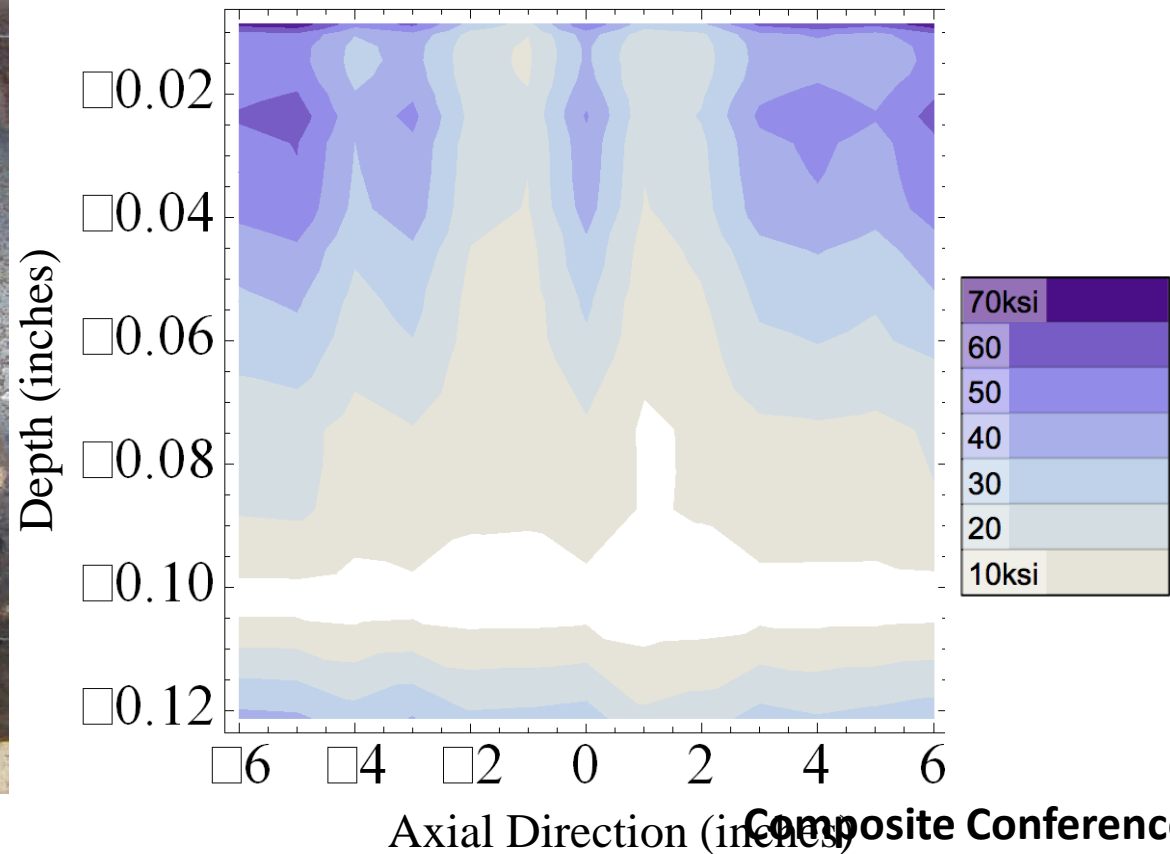 □0.02
□0.04
□0.06
□0.08
□0.10
□0.12
Depth (inches)
□6 □4 □2 0 2 4 6
Axial Direction (inches)
70ksi
60
50
40
30
20
10ksi
Composite Conference